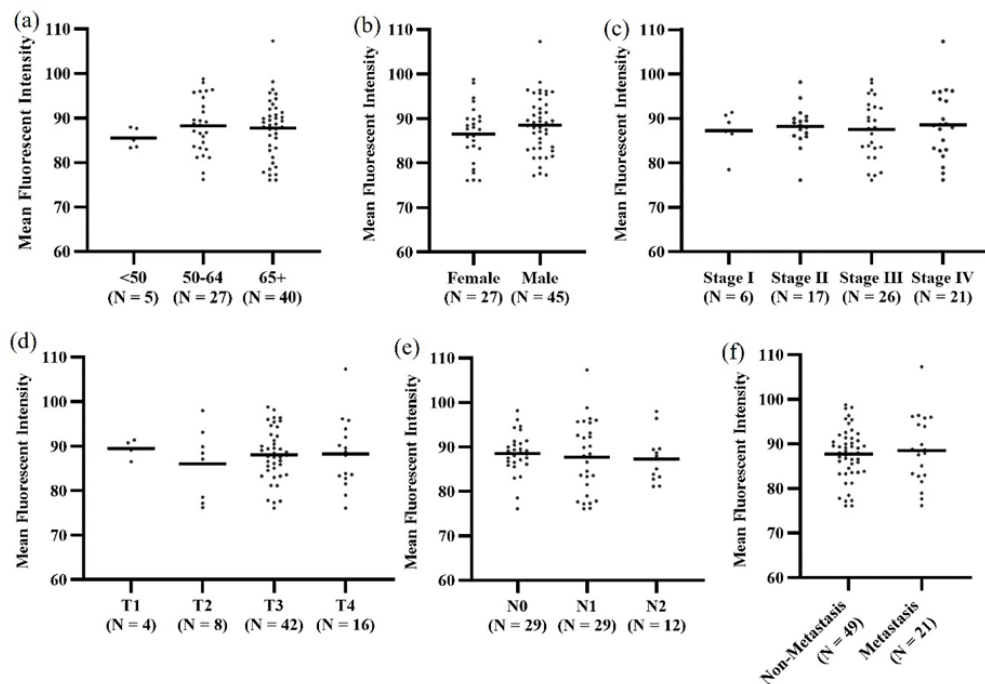 (a)
Mean Fluorescent Intensity
110
100
90
80
70
60
<50 50-64 65+
(N = 5) (N = 27) (N = 40)
(b)
Mean Fluorescent Intensity
110
100
90
80
70
60
Female Male
(N = 27) (N = 45)
(c)
Mean Fluorescent Intensity
110
100
90
80
70
60
Stage I Stage II Stage III Stage IV
(N = 6) (N = 17) (N = 26) (N = 21)
(d)
Mean Fluorescent Intensity
110
100
90
80
70
60
T1 T2 T3 T4
(N = 4) (N = 8) (N = 42) (N = 16)
(e)
Mean Fluorescent Intensity
110
100
90
80
70
60
N0 N1 N2
(N = 29) (N = 29) (N = 12)
(f)
Mean Fluorescent Intensity
110
100
90
80
70
60
Non-Metastasis
(N = 49)
Metastasis
(N = 21)